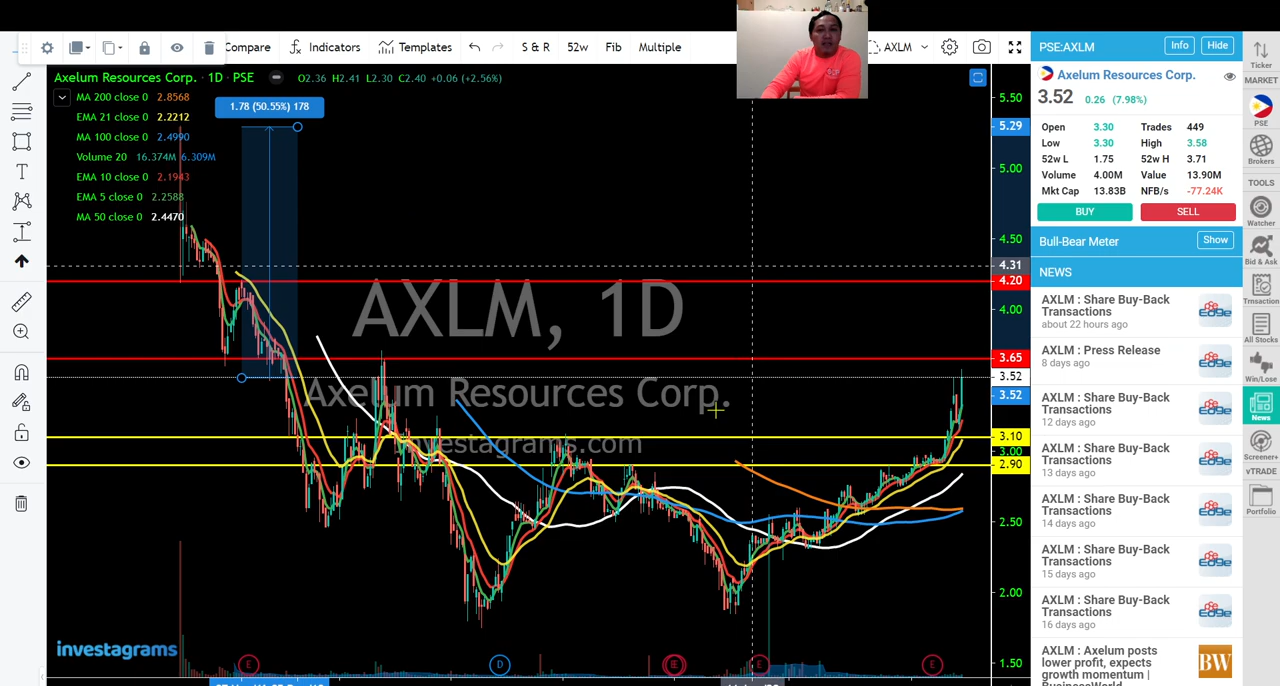 Compare
Indicators
Templates
S & R
52w
Fib
Multiple
AXLM
Axelum Resources Corp. · 1D · PSE
O2.36 H2.41 L2.30 C2.40 +0.06 (+2.56%)
MA 200 close 0 2.8568
EMA 21 close 0 2.2212
MA 100 close 0 2.4990
Volume 20 16.374M 6.309M
EMA 10 close 0 2.1943
EMA 5 close 0 2.2588
MA 50 close 0 2.4470
1.78 (50.55%) 178
AXLM, 1D
Axelum Resources Corp.
investagrams.com
investagrams
E
D
E
E
E
5.50
5.29
5.00
4.50
4.31
4.20
4.00
3.65
3.52
3.52
3.10
3.00
2.90
2.50
2.00
1.50
PSE:AXLM
Info
Hide
Axelum Resources Corp.
3.52 0.26 (7.98%)
Open 3.30 Trades 449
Low 3.30 High 3.58
52w L 1.75 52w H 3.71
Volume 4.00M Value 13.90M
Mkt Cap 13.83B NFB/s -77.24K
BUY
SELL
Bull-Bear Meter
Show
NEWS
AXLM : Share Buy-Back
Transactions
about 22 hours ago
AXLM : Press Release
8 days ago
AXLM : Share Buy-Back
Transactions
12 days ago
AXLM : Share Buy-Back
Transactions
13 days ago
AXLM : Share Buy-Back
Transactions
14 days ago
AXLM : Share Buy-Back
Transactions
15 days ago
AXLM : Share Buy-Back
Transactions
16 days ago
AXLM : Axelum posts
lower profit, expects
growth momentum |
BusinessWorld
Edge
Edge
Edge
Edge
Edge
Edge
Edge
BW
Ticker
MARKET
PSE
Brokers
TOOLS
Watcher
Bid & Ask
Trnsaction
All Stocks
Win/Lose
News
Screener+
vTRADE
Portfolio